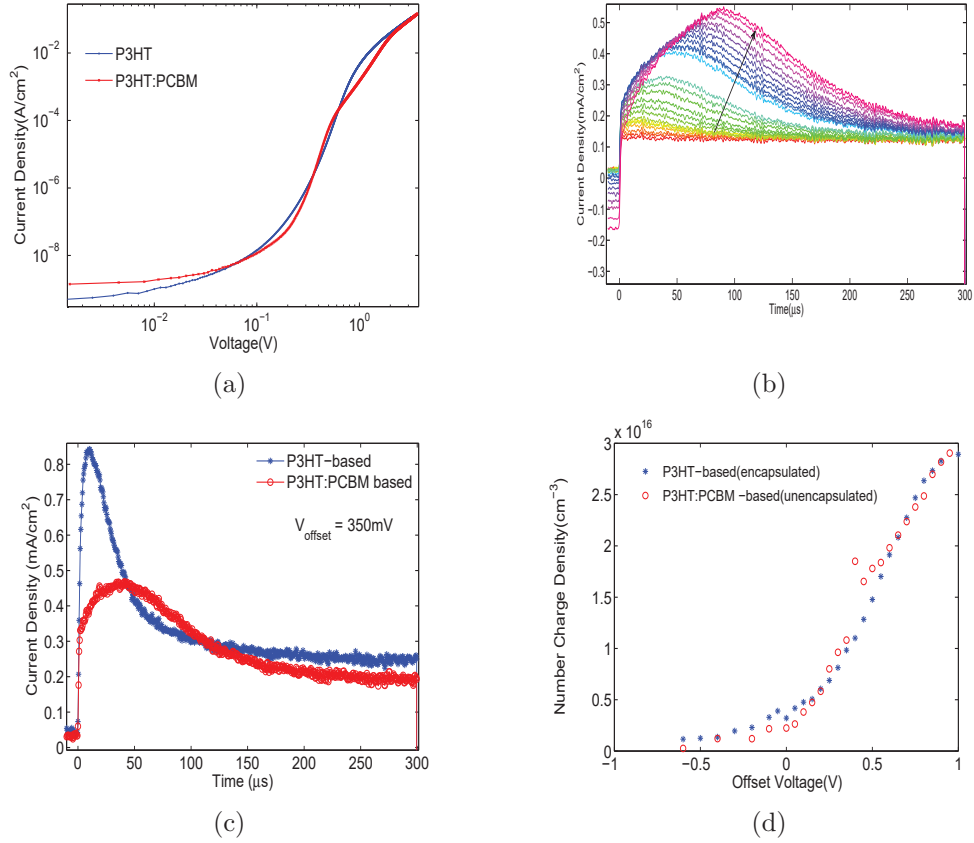 10⁻²
10⁻⁴
10⁻⁶
10⁻⁸
Current Density(A/cm²)
P3HT
P3HT:PCBM
10⁻² 10⁻¹ 10⁰
Voltage(V)
(a)
0.5
0.4
0.3
0.2
0.1
0
0.1
0.2
0.3
Current Density(mA/cm²)
0 50 100 150 200 250 300
Time(μs)
(b)
0.8
0.7
0.6
0.5
0.4
0.3
0.2
0.1
0
Current Density (mA/cm²)
P3HT−based
P3HT:PCBM based
V_offset = 350mV
0 50 100 150 200 250 300
Time (μs)
(c)
x 10¹⁶
3
2.5
2
1.5
1
0.5
0
Number Charge Density(cm⁻³)
P3HT−based(encapsulated)
P3HT:PCBM −based(unencapsulated)
−1 −0.5 0 0.5 1
Offset Voltage(V)
(d)